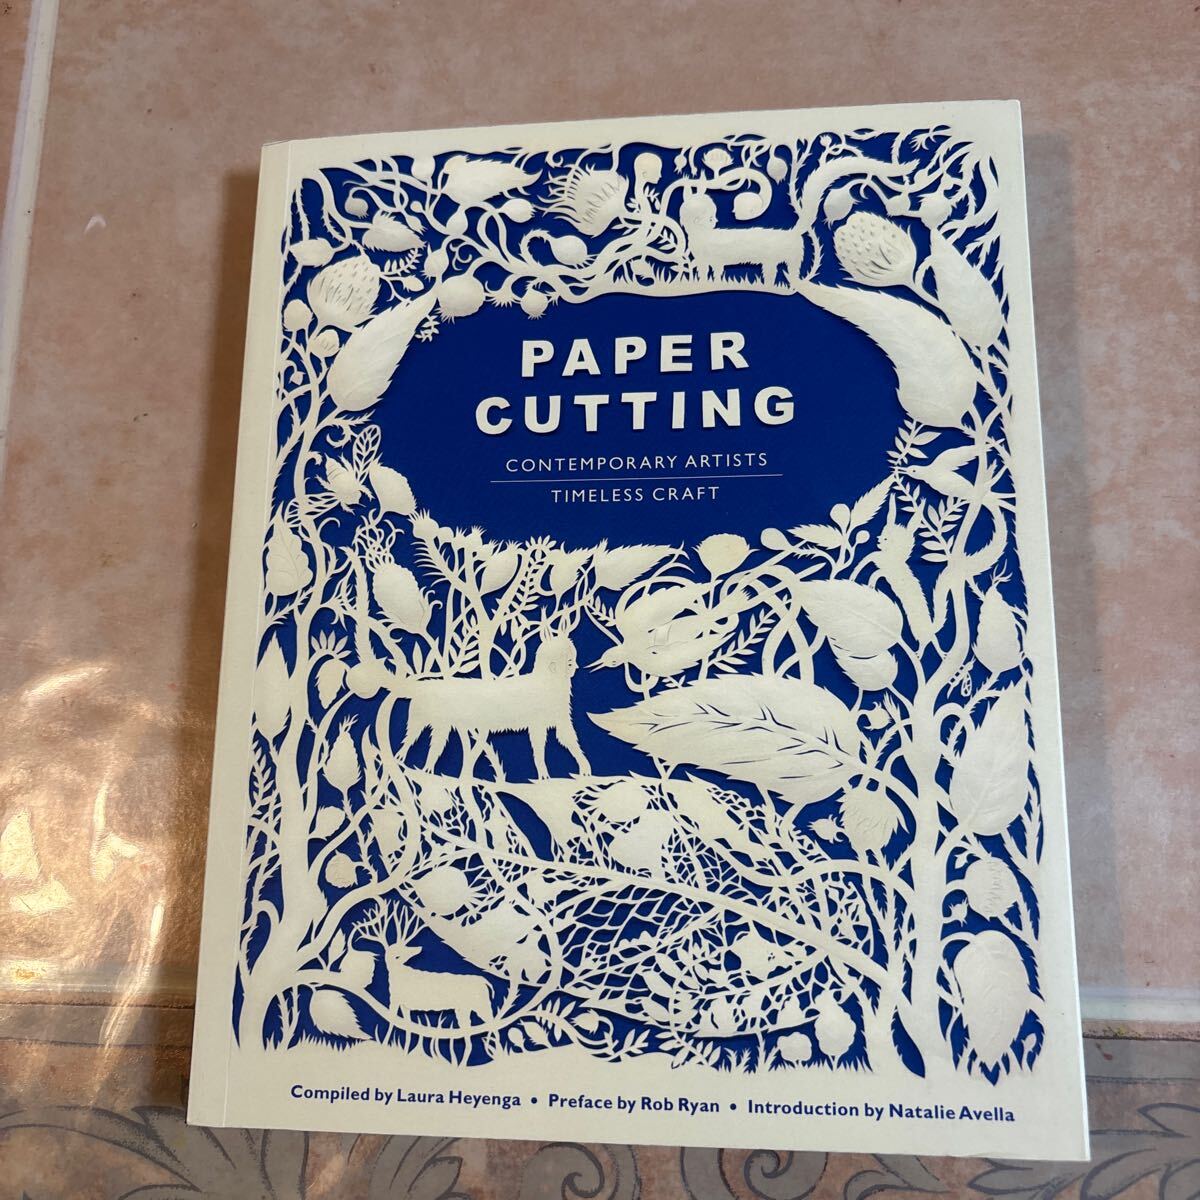 PAPER
CUTTING
CONTEMPORARY ARTISTS
TIMELESS CRAFT
Compiled by Laura Heyenga • Preface by Rob Ryan • Introduction by Natalie Avella